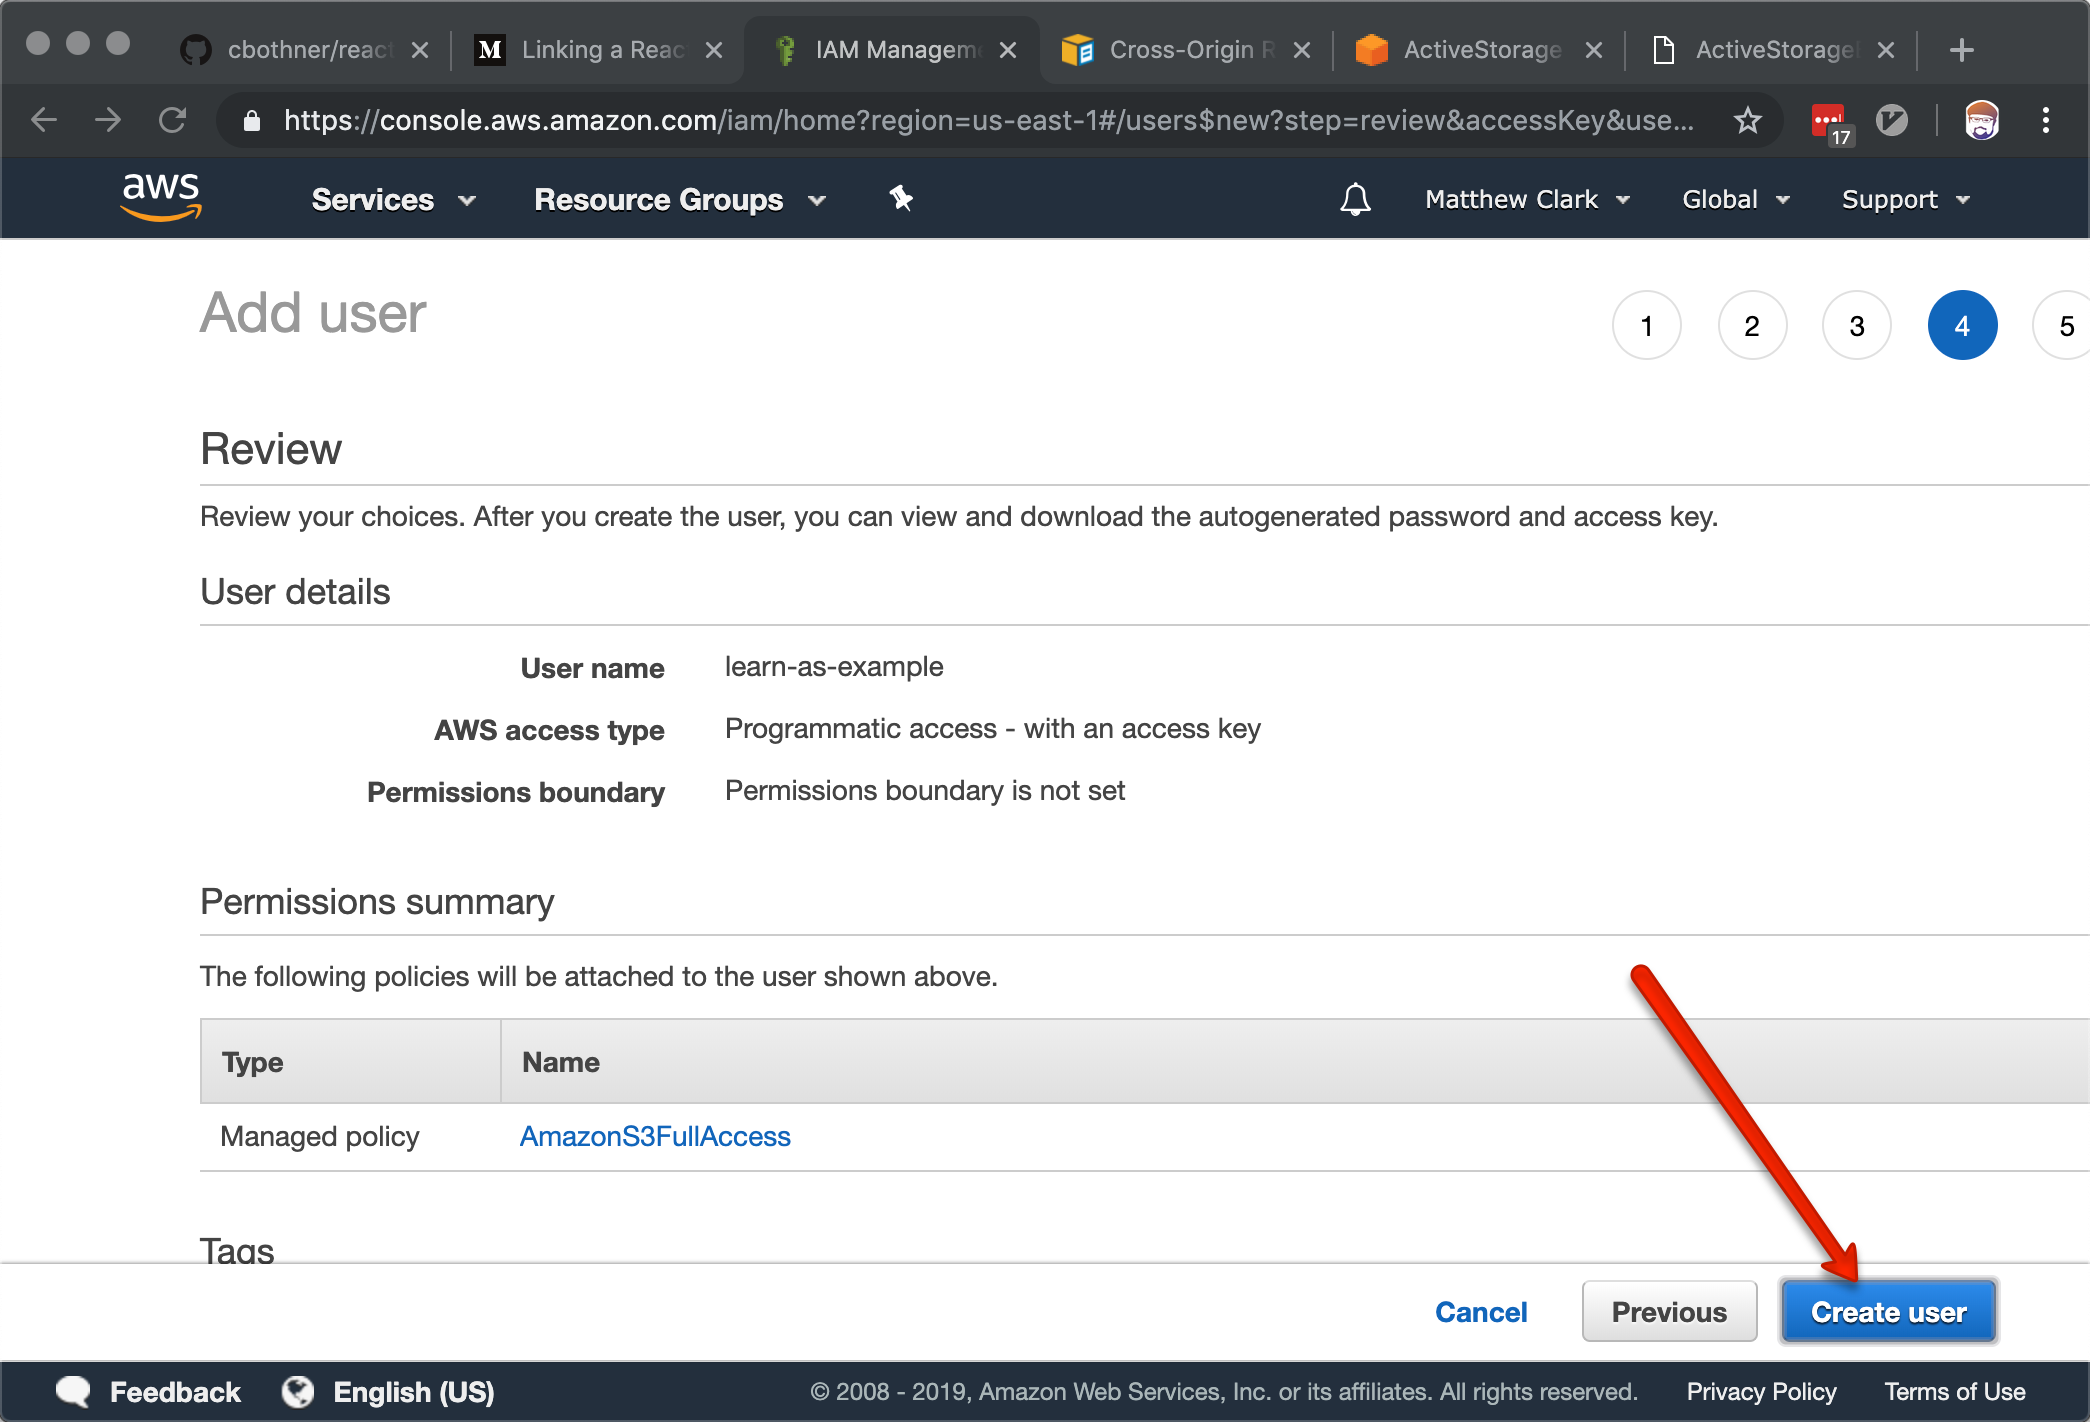 cbothner/react
M Linking a Reac
IAM Manageme
Cross-Origin R
ActiveStorage
ActiveStorage
https://console.aws.amazon.com/iam/home?region=us-east-1#/users$new?step=review&accessKey&use...
17
aws
Services
Resource Groups
Matthew Clark
Global
Support
Add user
1 2 3 4 5
Review
Review your choices. After you create the user, you can view and download the autogenerated password and access key.
User details
User name learn-as-example
AWS access type Programmatic access - with an access key
Permissions boundary Permissions boundary is not set
Permissions summary
The following policies will be attached to the user shown above.
Type Name
Managed policy AmazonS3FullAccess
Tags
Cancel Previous Create user
Feedback English (US) © 2008 - 2019, Amazon Web Services, Inc. or its affiliates. All rights reserved. Privacy Policy Terms of Use